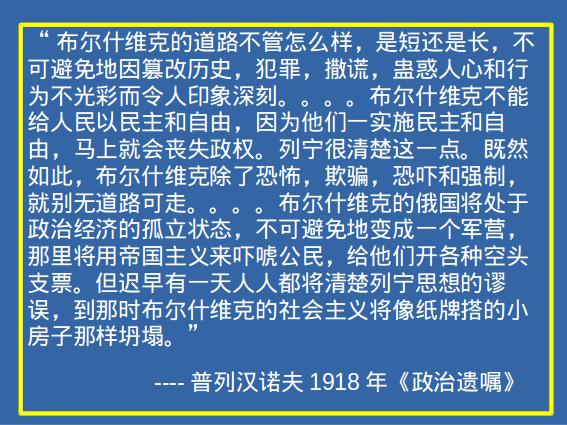 “ 布尔什维克的道路不管怎么样，是短还是长，不
可避免地因篡改历史，犯罪，撒谎，蛊惑人心和行
为不光彩而令人印象深刻。。。。布尔什维克不能
给人民以民主和自由，因为他们一实施民主和自
由，马上就会丧失政权。列宁很清楚这一点。既然
如此，布尔什维克除了恐怖，欺骗，恐吓和强制，
就别无道路可走。。。。布尔什维克的俄国将处于
政治经济的孤立状态，不可避免地变成一个军营，
那里将用帝国主义来吓唬公民，给他们开各种空头
支票。但迟早有一天人人都将清楚列宁思想的谬
误，到那时布尔什维克的社会主义将像纸牌搭的小
房子那样坍塌。”
---- 普列汉诺夫 1918 年《政治遗嘱》